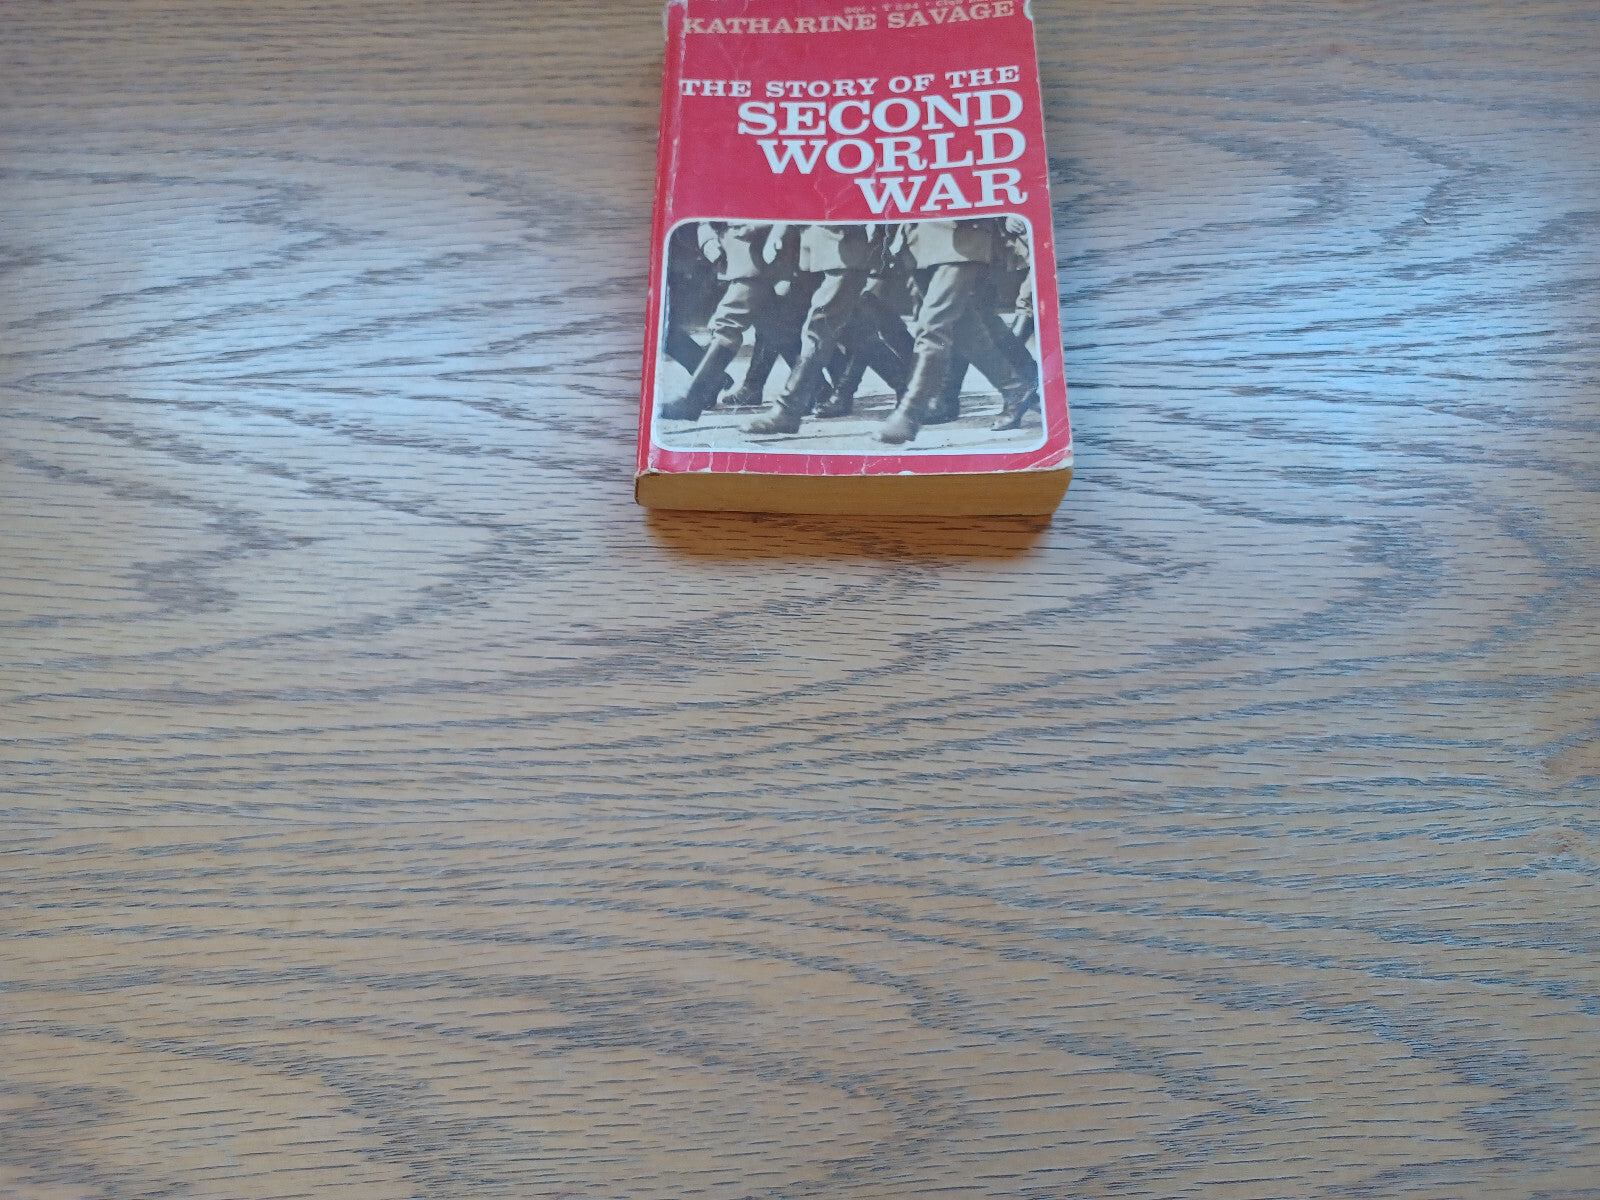 KATHARINE SAVAGE
THE STORY OF THE
SECOND
WORLD
WAR